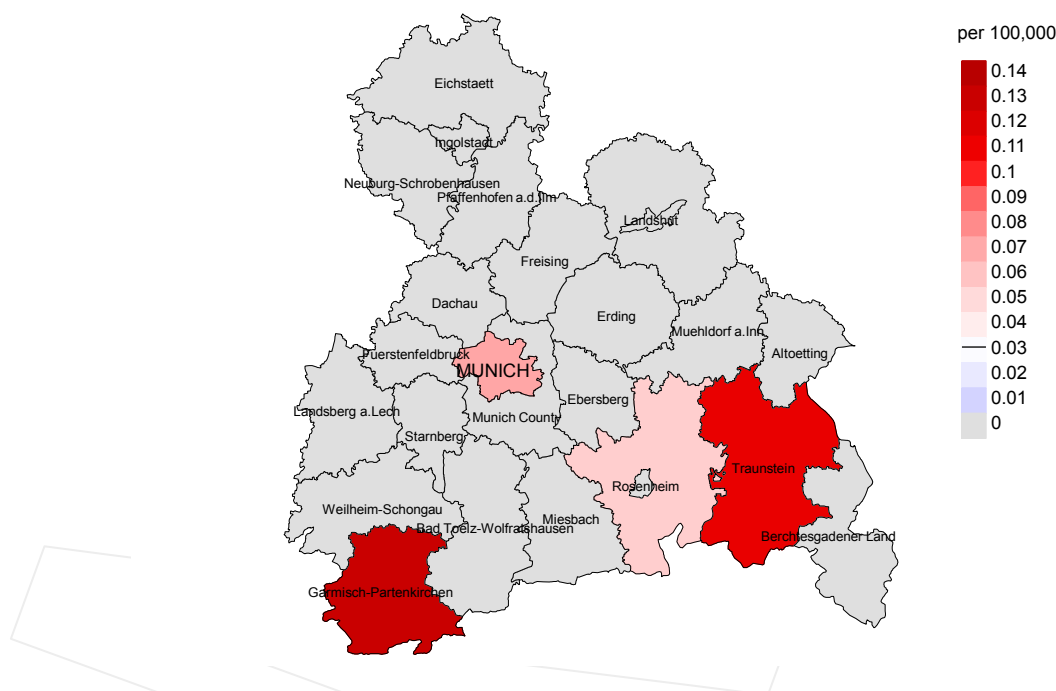 per 100,000
0.14
0.13
0.12
0.11
0.1
0.09
0.08
0.07
0.06
0.05
0.04
0.03
0.02
0.01
0
Eichstaett
Ingolstadt
Neuburg-Schrobenhausen
Pfaffenhofen a.d.Ilm
Landshut
Freising
Dachau
Erding
Muehldorf a.Inn
Altoetting
Fuerstenfeldbruck
MUNICH
Ebersberg
Landsberg a.Lech
Munich County
Starnberg
Traunstein
Rosenheim
Weilheim-Schongau
Miesbach
Bad Toelz-Wolfratshausen
Berchtesgadener Land
Garmisch-Partenkirchen